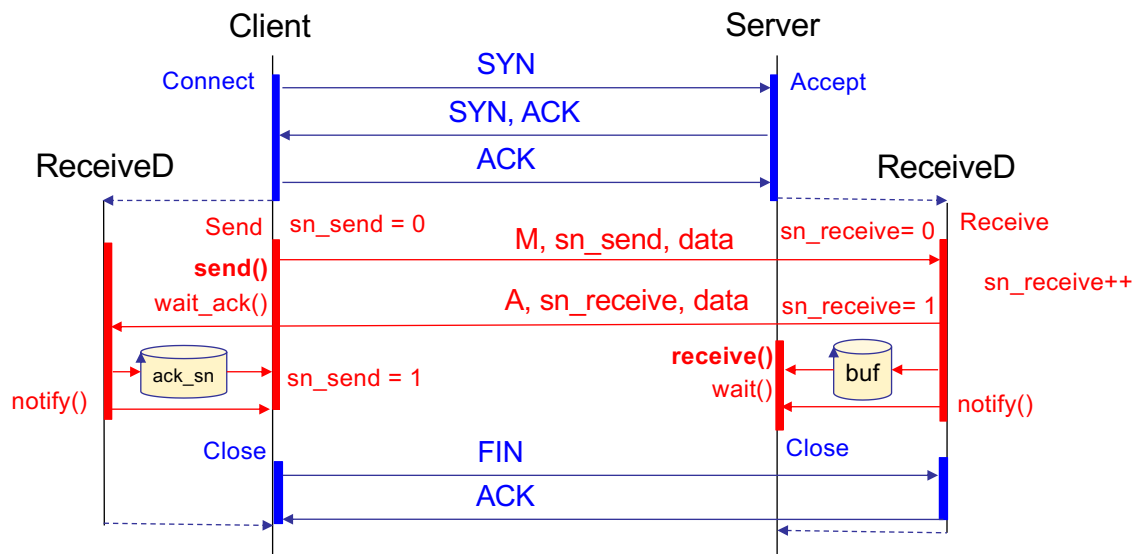 Client
Server
Connect
SYN
Accept
SYN, ACK
ReceiveD
ACK
ReceiveD
Send
sn_send = 0
M, sn_send, data
sn_receive= 0
Receive
send()
sn_receive++
wait_ack()
A, sn_receive, data
sn_receive= 1
receive()
ack_sn
sn_send = 1
buf
wait()
notify()
notify()
Close
FIN
Close
ACK